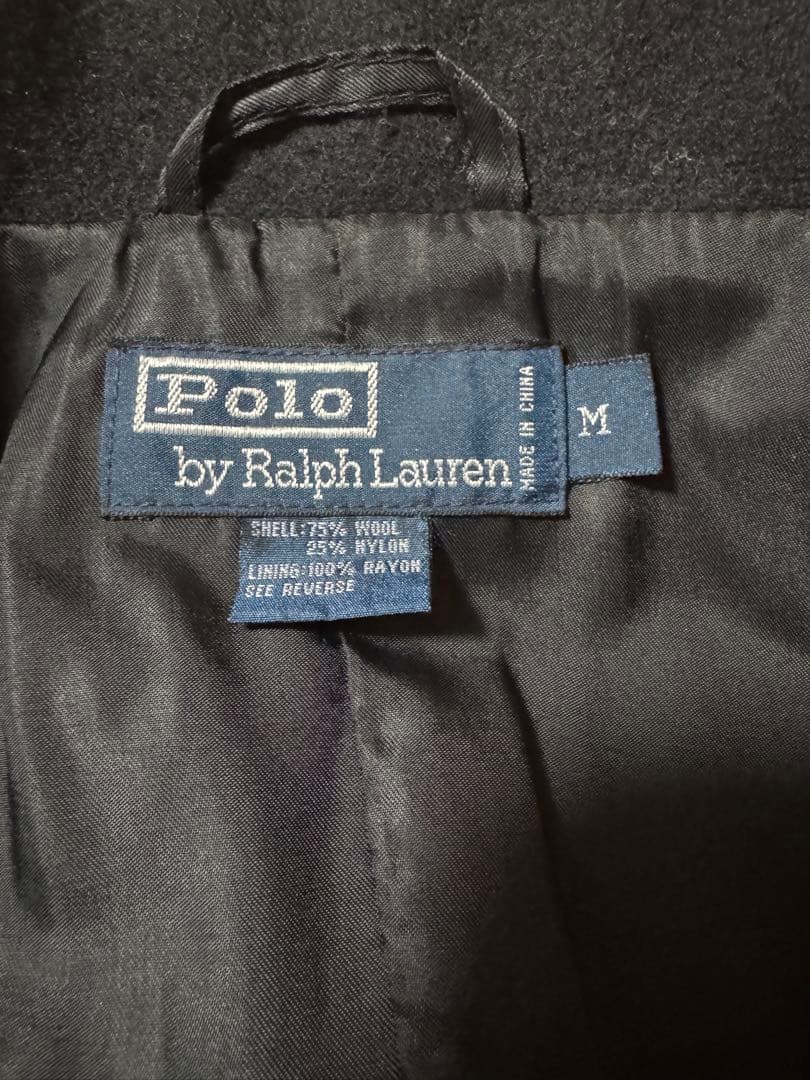 Polo
by Ralph Lauren
MADE IN CHINA
M
SHELL:75% WOOL
25% NYLON
LINING:100% RAYON
SEE REVERSE